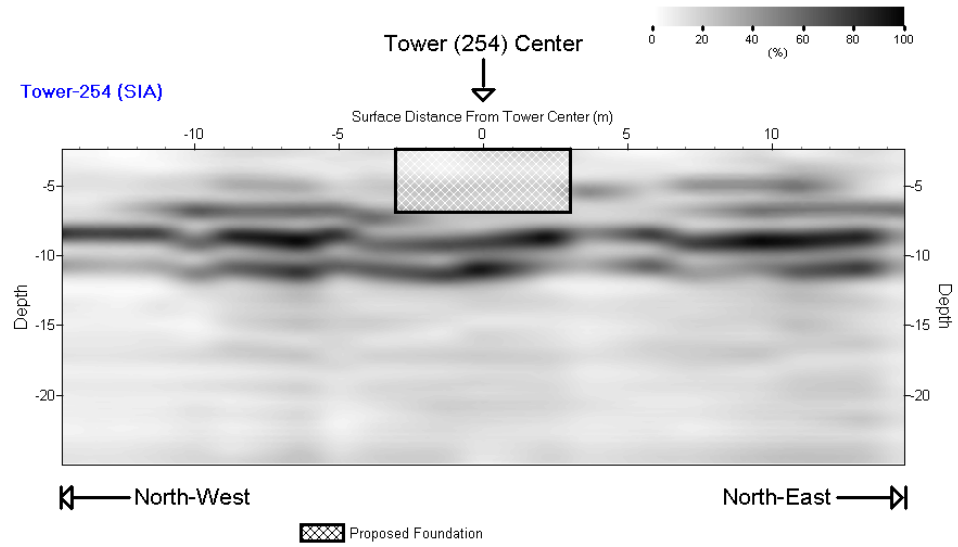 0 20 40 60 80 100
(%)
Tower (254) Center
Tower-254 (SIA)
Surface Distance From Tower Center (m)
-10 -5 0 5 10
-5 -5
-10 -10
-15 -15
-20 -20
Depth
Depth
North-West North-East
Proposed Foundation